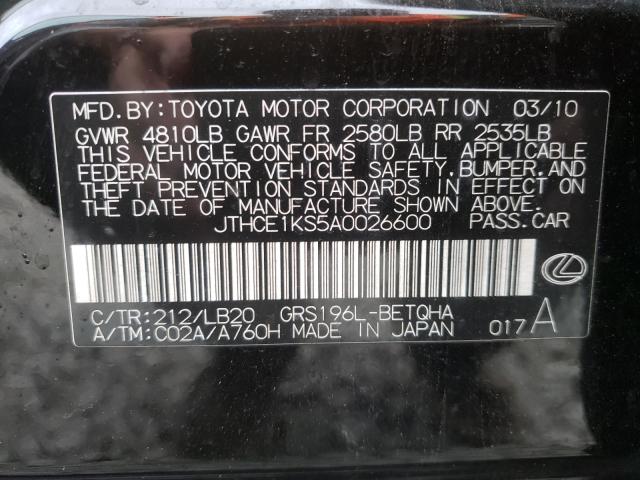 MFD. BY: TOYOTA MOTOR CORPORATION 03/10
GVWR 4810LB GAWR FR 2580LB RR 2535LB
THIS VEHICLE CONFORMS TO ALL APPLICABLE
FEDERAL MOTOR VEHICLE SAFETY, BUMPER, AND
THEFT PREVENTION STANDARDS IN EFFECT ON
THE DATE OF MANUFACTURE SHOWN ABOVE.
JTHCE1KS5A0026600 PASS. CAR
C/TR: 212/LB20 GRS196L-BETQHA
A/TM: C02A/A760H MADE IN JAPAN 017 A